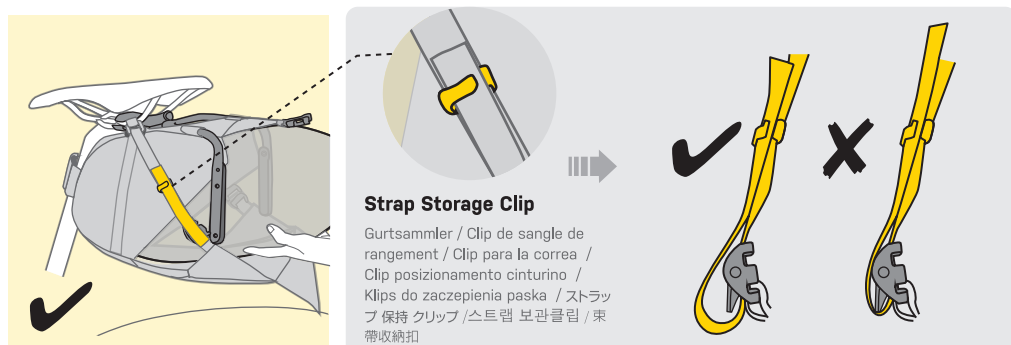 Strap Storage Clip
Gurtsammler / Clip de sangle de
rangement / Clip para la correa /
Clip posizionamento cinturino /
Klips do zaczepienia paska / ストラッ
プ 保持 クリップ /스트랩 보관클립 / 束
帶收納扣